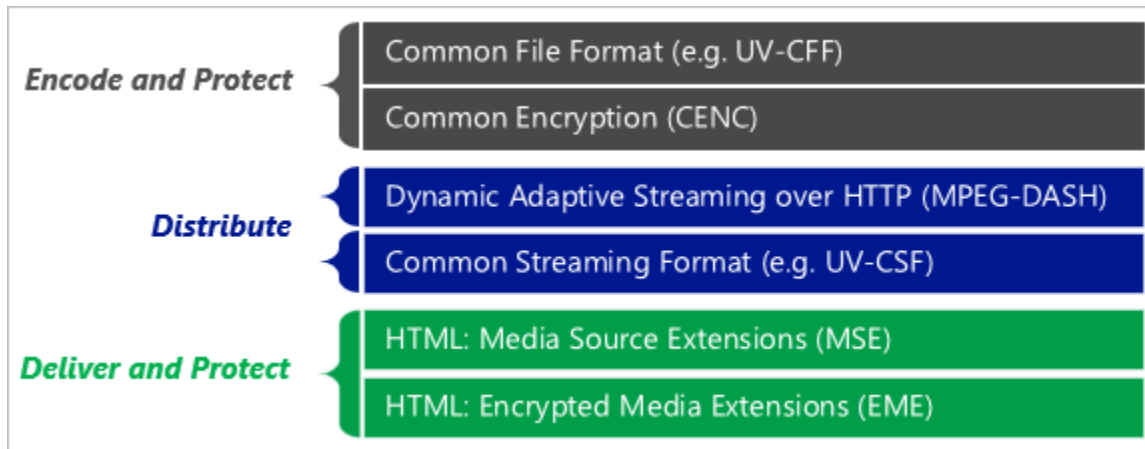 Encode and Protect
Common File Format (e.g. UV-CFF)
Common Encryption (CENC)
Distribute
Dynamic Adaptive Streaming over HTTP (MPEG-DASH)
Common Streaming Format (e.g. UV-CSF)
Deliver and Protect
HTML: Media Source Extensions (MSE)
HTML: Encrypted Media Extensions (EME)